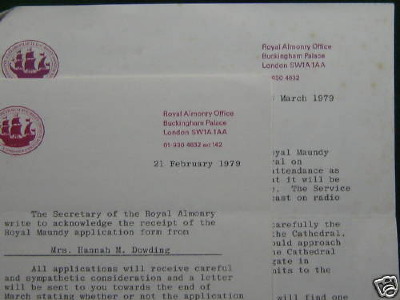 Royal Almonry Office
Buckingham Palace
London SW1A 1AA
March 1979
Royal Almonry Office
Buckingham Palace
London SW1A 1AA
01-930 4832 ext 142
21 February 1979
The Secretary of the Royal Almonry
write to acknowledge the receipt of the
Royal Maundy application form from
Mrs. Hannah M. Dowding
All applications will receive careful
and sympathetic consideration and a letter
will be sent to you towards the end of
March stating whether or not the application
yal Maundy
al on
ttendance an
t it will be
e. The Service
cast on radio
carefully the
the Cathedral.
ould approach
the Cathedral
gate in
mits to the
will find one